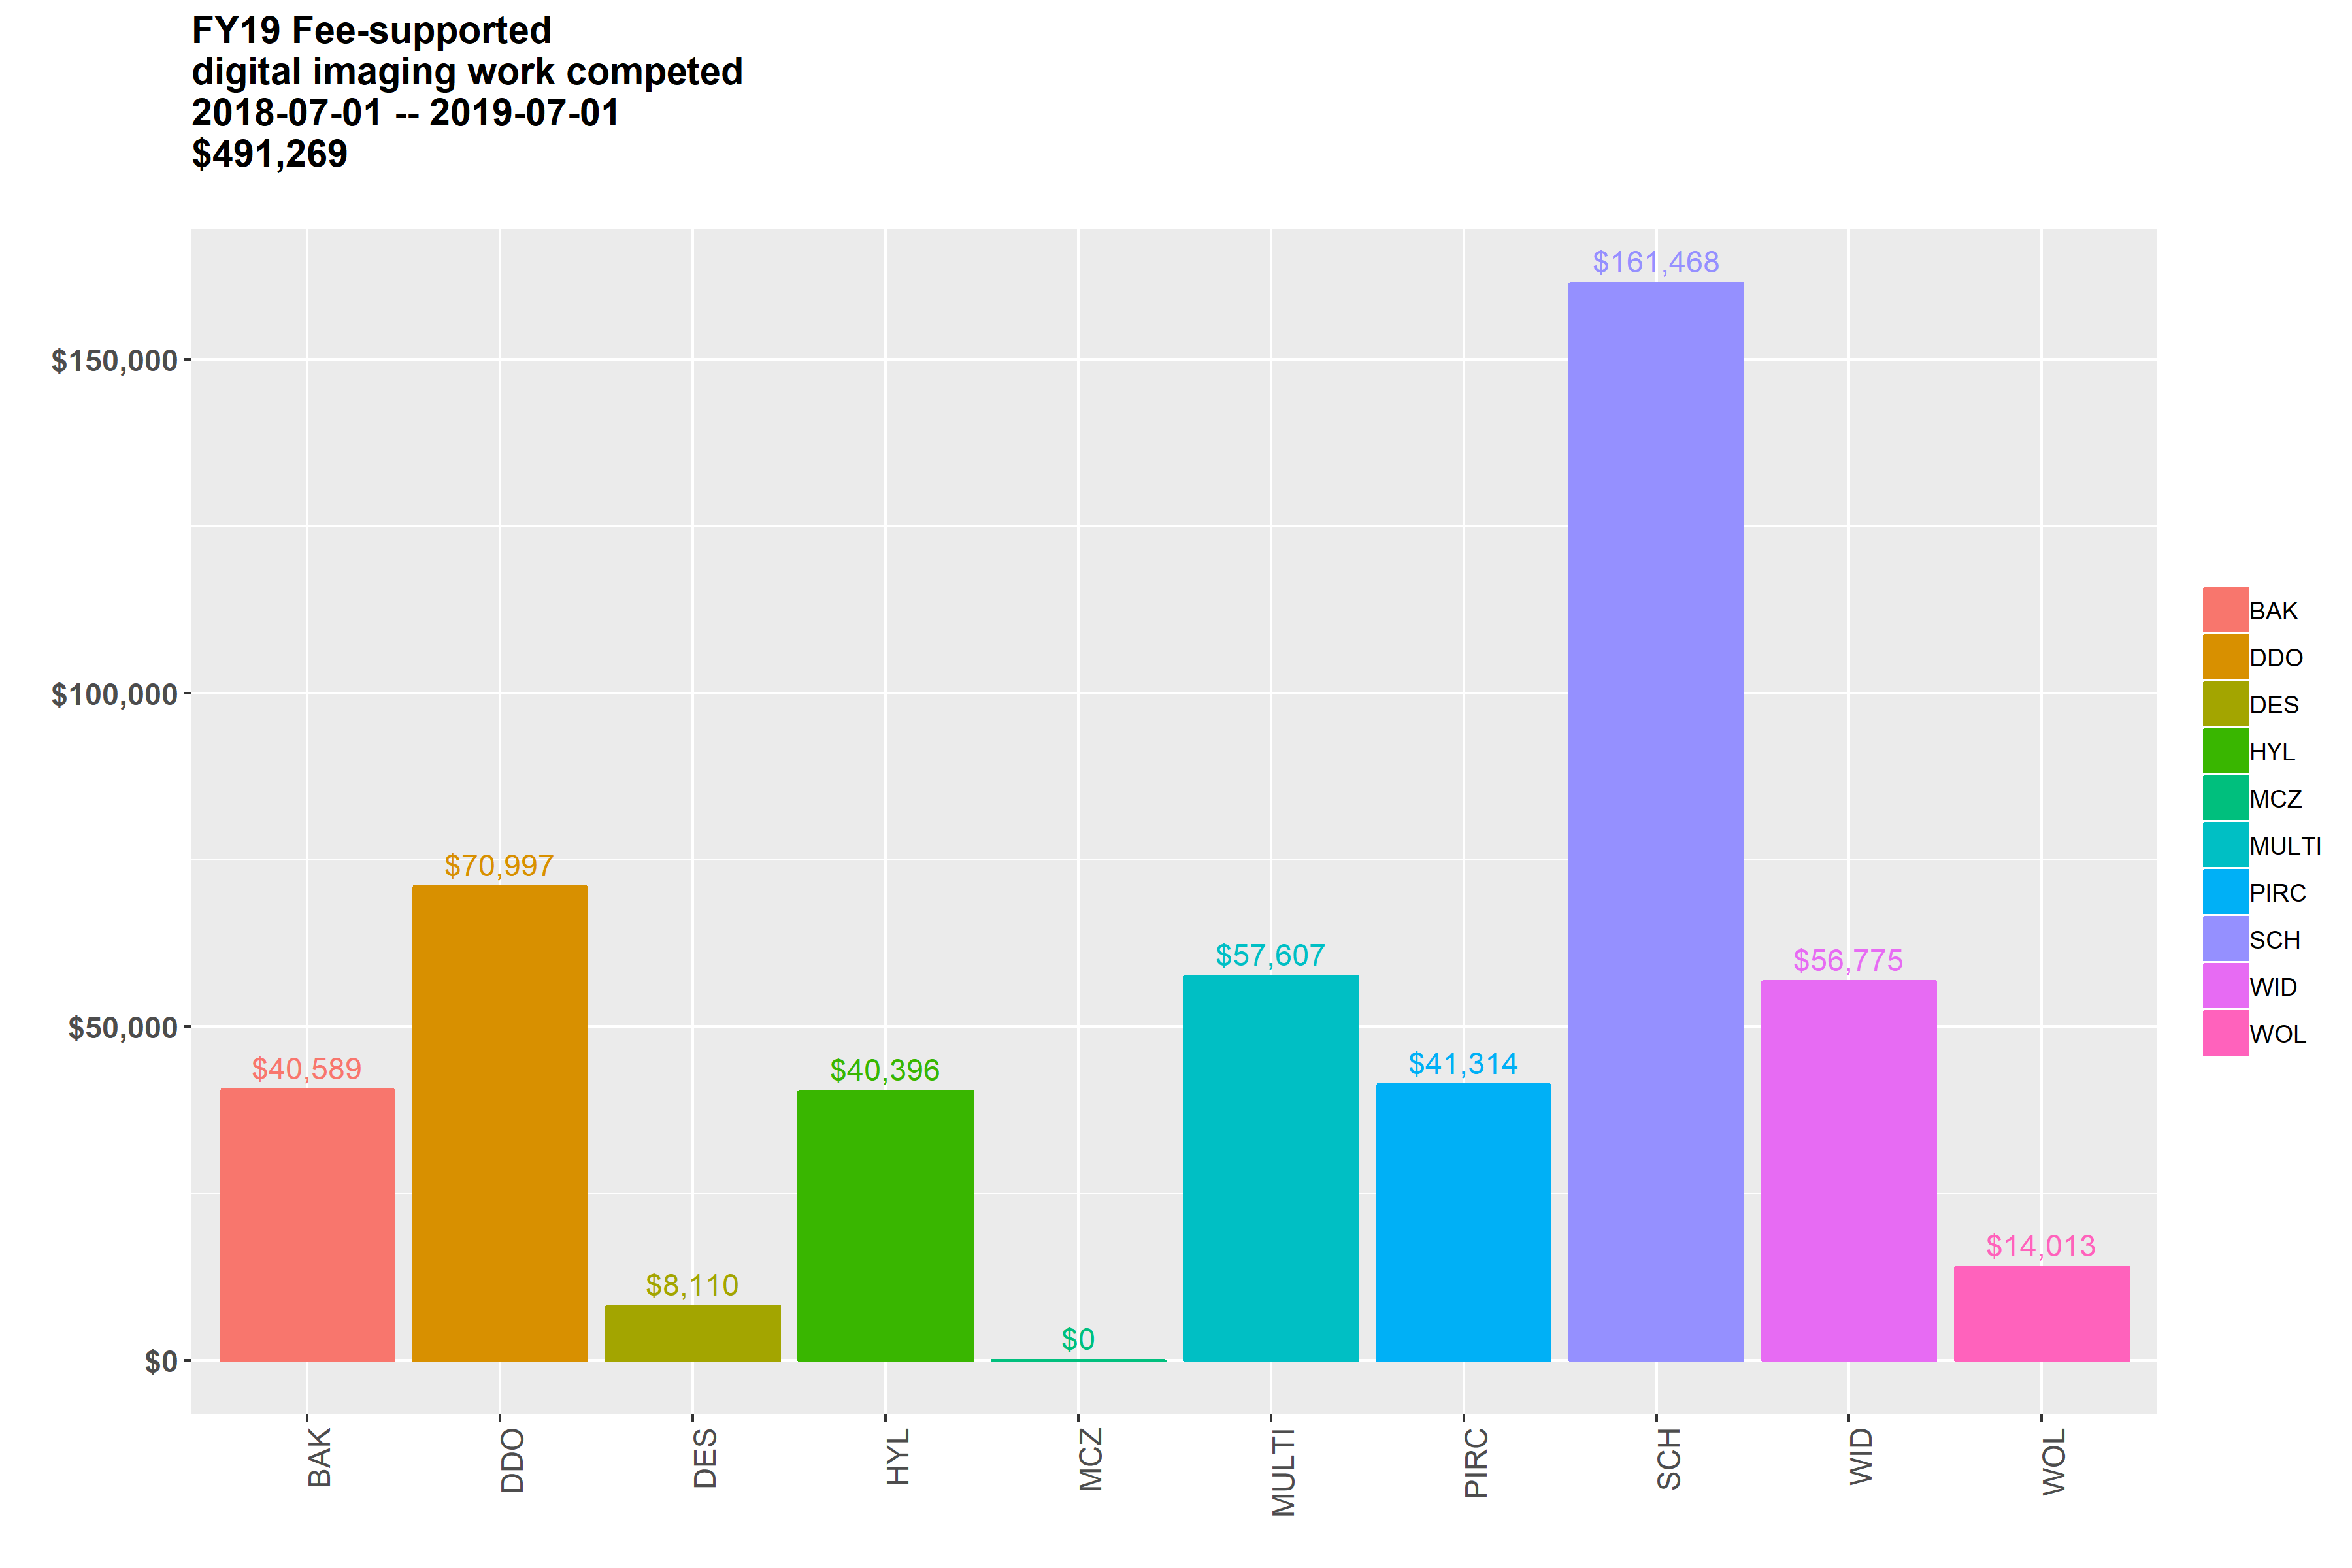 FY19 Fee-supported
digital imaging work competed
2018-07-01 -- 2019-07-01
$491,269
$161,468
$150,000
$100,000
$70,997
$57,607
$56,775
$50,000
$40,589
$40,396
$41,314
$14,013
$8,110
$0
$0
BAK
DDO
DES
HYL
MCZ
MULTI
PIRC
SCH
WID
WOL
BAK
DDO
DES
HYL
MCZ
MULTI
PIRC
SCH
WID
WOL